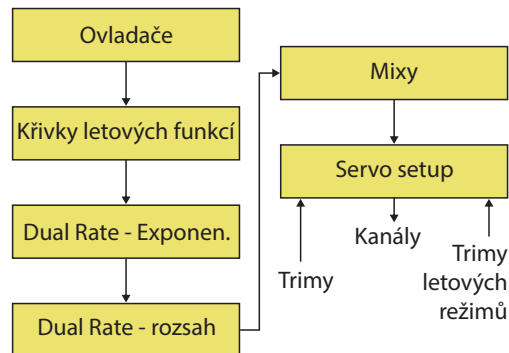 Ovladače
Křivky letových funkcí
Dual Rate - Exponen.
Dual Rate - rozsah
Mixy
Servo setup
Kanály
Trimy
Trimy
letových
režimů